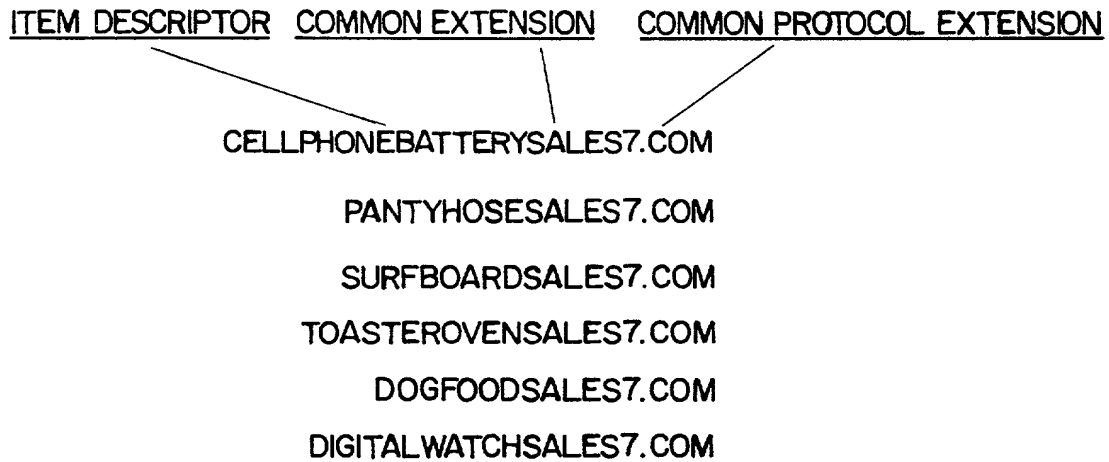 ITEM DESCRIPTOR COMMON EXTENSION COMMON PROTOCOL EXTENSION
CELLPHONEBATTERYSALES7.COM
PANTYHOSESALES7.COM
SURFBOARDSALES7.COM
TOASTEROVENSALES7.COM
DOGFOODSALES7.COM
DIGITALWATCHSALES7.COM